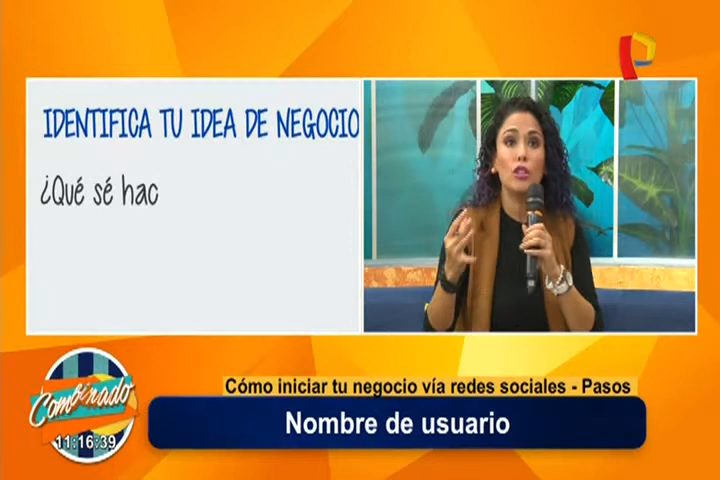 IDENTIFICA TU IDEA DE NEGOCIO
¿Qué sé hac
Cómo iniciar tu negocio vía redes sociales - Pasos
Nombre de usuario
Combinado
11:16:39